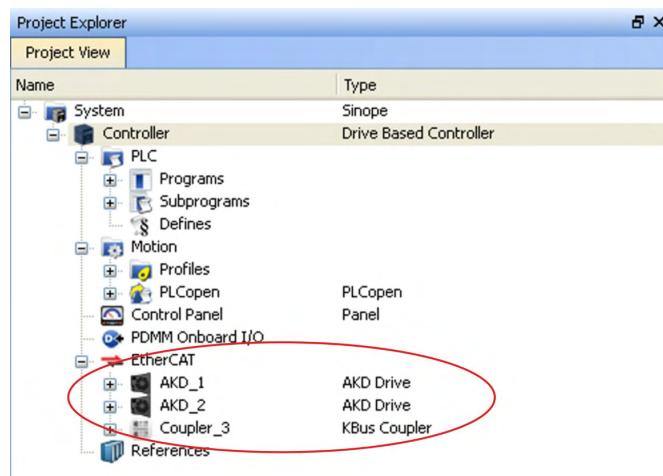 Project Explorer
Project View
Name Type
System Sinope
Controller Drive Based Controller
PLC
Programs
Subprograms
Defines
Motion
Profiles
PLCopen PLCopen
Control Panel Panel
PDMM Onboard I/O
EtherCAT
AKD_1 AKD Drive
AKD_2 AKD Drive
Coupler_3 KBus Coupler
References